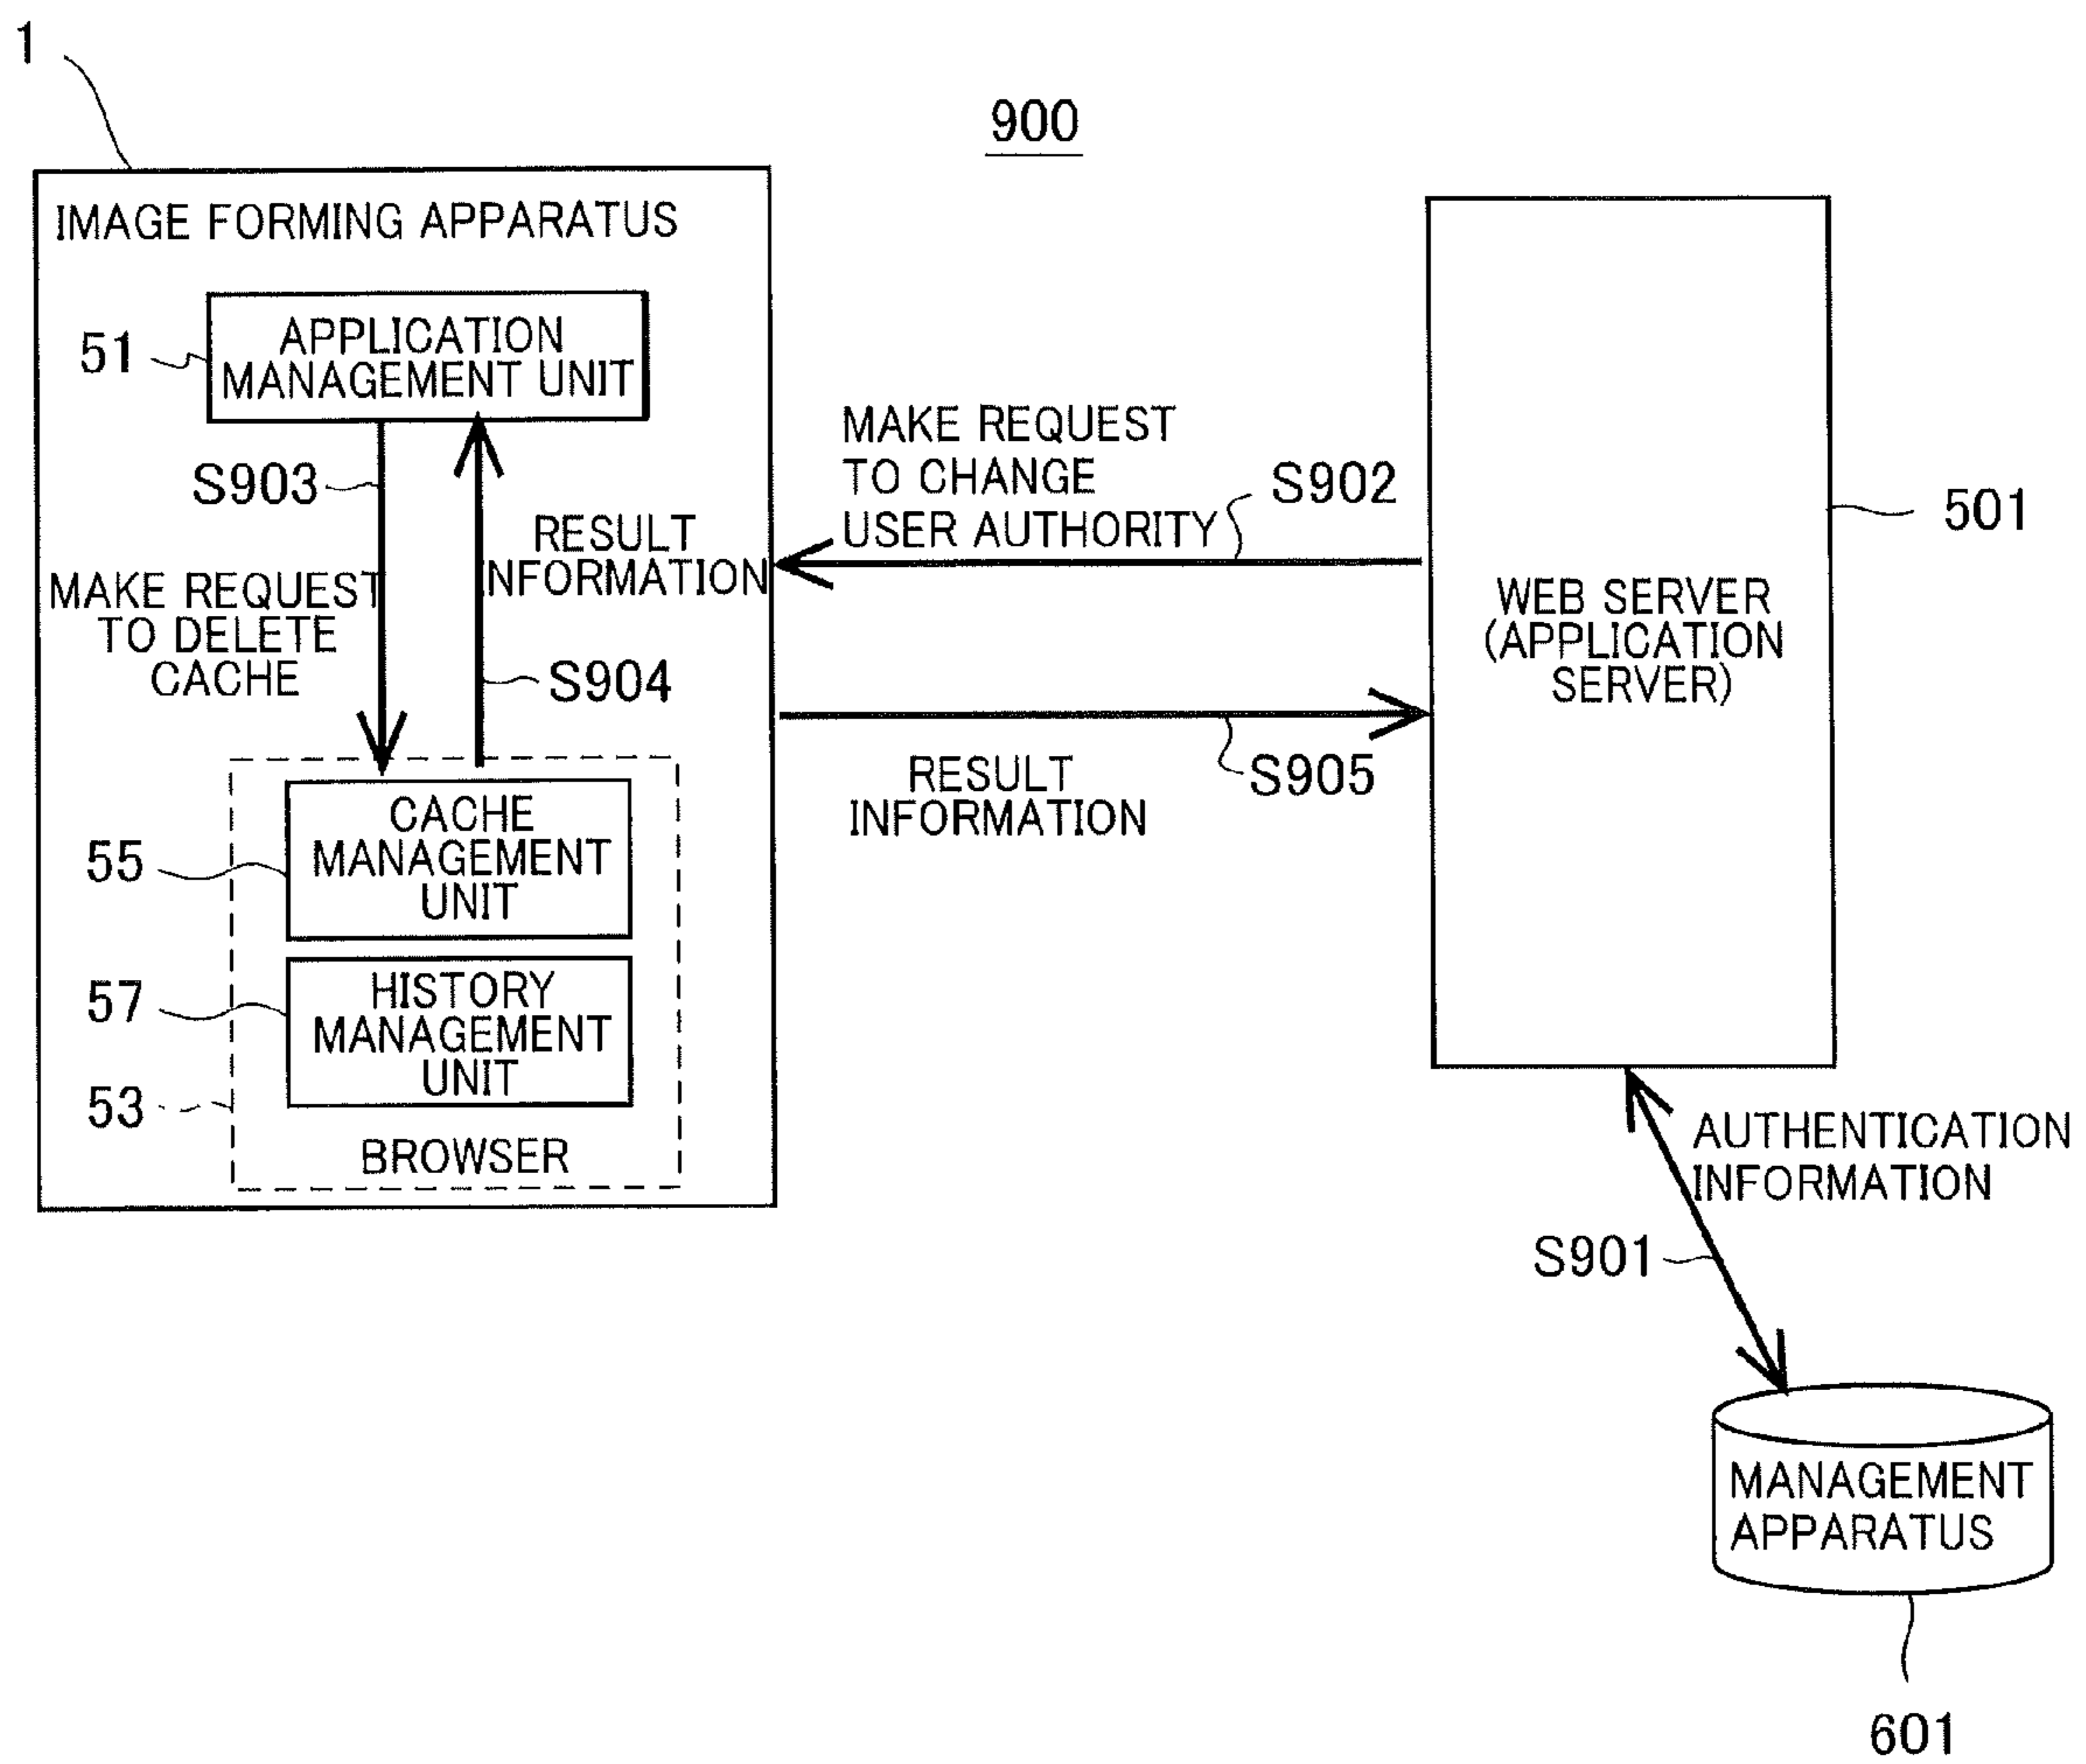 1
900
IMAGE FORMING APPARATUS
51
APPLICATION
MANAGEMENT UNIT
S903
MAKE REQUEST
TO DELETE
CACHE
RESULT
INFORMATION
S904
MAKE REQUEST
TO CHANGE
USER AUTHORITY
S902
RESULT
INFORMATION
S905
501
WEB SERVER
(APPLICATION
SERVER)
55
CACHE
MANAGEMENT
UNIT
57
HISTORY
MANAGEMENT
UNIT
53
BROWSER
AUTHENTICATION
INFORMATION
S901
MANAGEMENT
APPARATUS
601